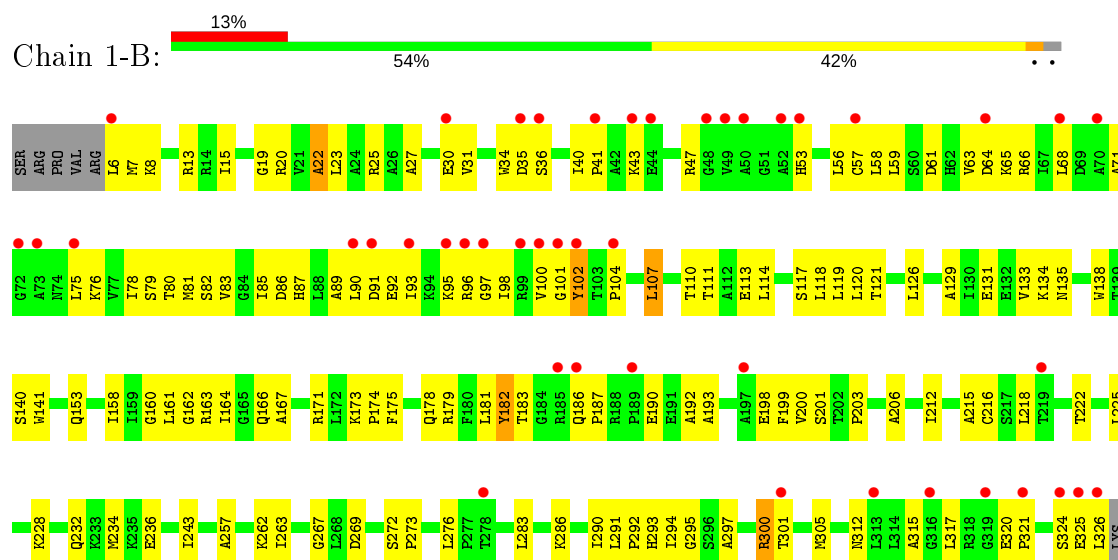 13%
Chain 1-B:
54% 42% • •
SER ARG PRO VAL ARG L6 M7 K8 R13 R14 I15 G19 R20 V21 A22 L23 A24 R25 A26 A27 E30 V31 W34 D35 S36 I40 P41 A42 K43 E44 R47 G48 V49 A50 G51 A52 H53 L56 C57 L58 L59 S60 D61 H62 V63 D64 K65 R66 I67 L68 D69 A70 A71
G72 A73 N74 L75 K76 V77 I78 S79 T80 M81 S82 V83 G84 I85 D86 H87 L88 A89 L90 D91 E92 I93 K94 K95 R96 G97 I98 R99 V100 G101 Y102 T103 P104 L107 T110 T111 A112 E113 L114 S117 L118 L119 L120 T121 L126 A129 I130 E131 E132 V133 K134 N135 W138 T139
S140 W141 Q153 I158 I159 G160 L161 G162 R163 I164 G165 Q166 A167 R171 L172 K173 P174 F175 Q178 R179 F180 L181 Y182 T183 G184 R185 Q186 P187 R188 P189 E190 E191 A192 A193 A197 E198 F199 V200 S201 T202 P203 A206 I212 A215 C216 S217 L218 T219 T222 L225
K228 Q232 K233 M234 K235 E236 I243 A257 K262 I263 G267 L268 D269 S272 P273 L276 P277 T278 L283 K286 I290 L291 P292 H293 I294 G295 S296 A297 R300 T301 M305 N312 L313 L314 A315 G316 L317 R318 G319 E320 P321 S324 E325 L326